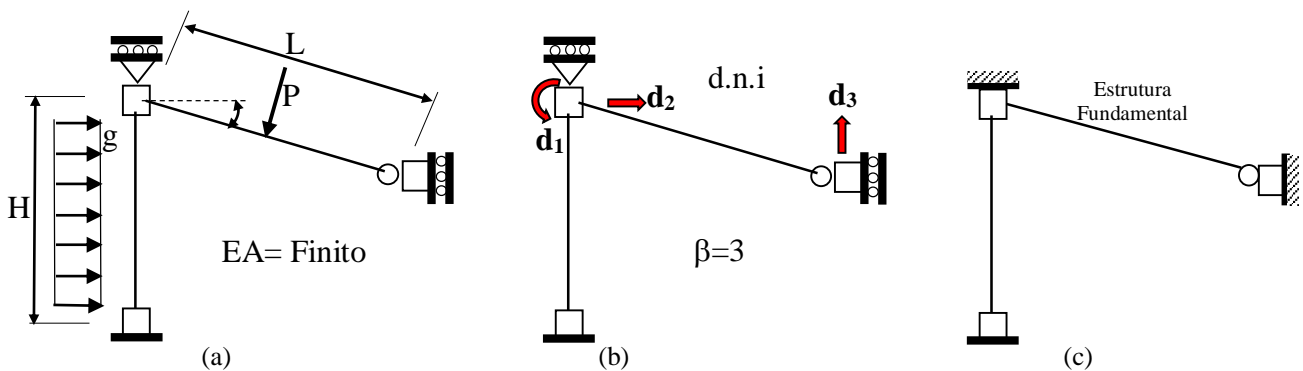 L
P
g
H
EA= Finito
(a)
d.n.i
d₁
d₂
d₃
β=3
(b)
Estrutura
Fundamental
(c)